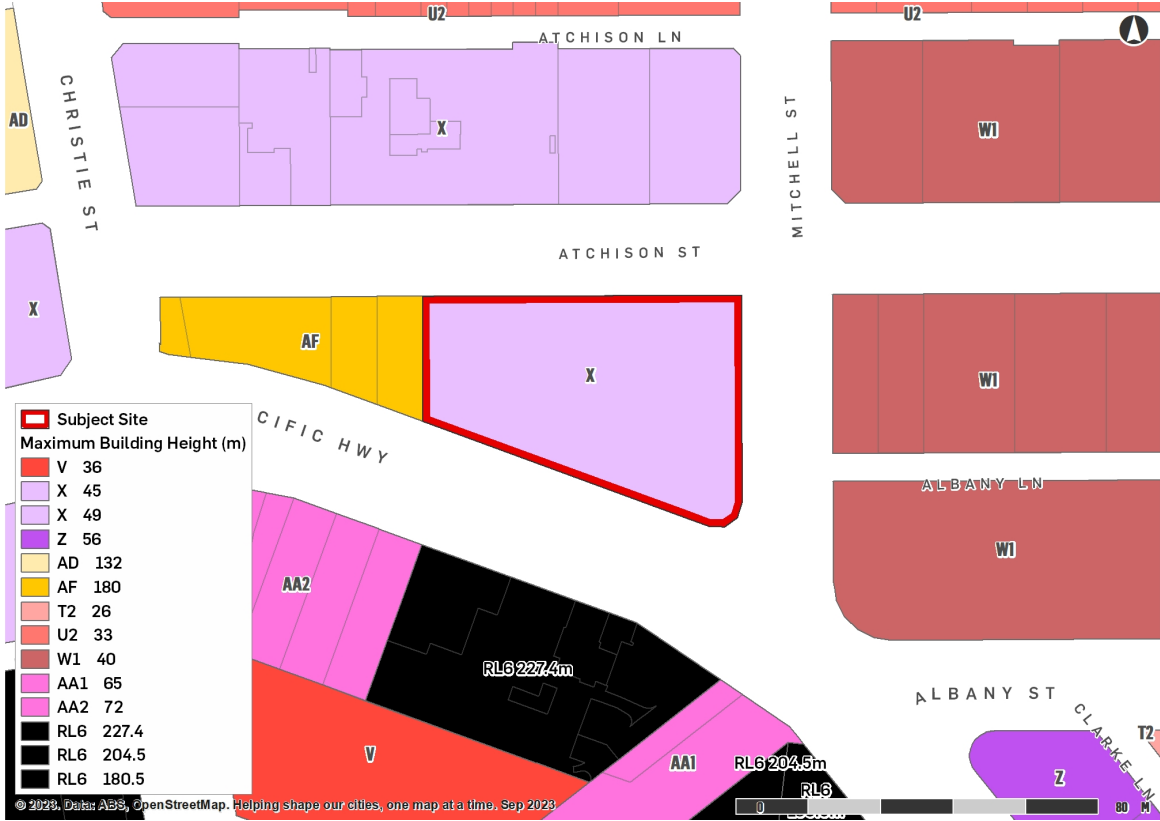 U2
U2
ATCHISON LN
CHRISTIE ST
AD
X
MITCHELL ST
W1
ATCHISON ST
X
AF
X
W1
CIFIC HWY
Subject Site
Maximum Building Height (m)
V 36
X 45
X 49
Z 56
AD 132
AF 180
T2 26
U2 33
W1 40
AA1 65
AA2 72
RL6 227.4
RL6 204.5
RL6 180.5
ALBANY LN
W1
AA2
RL6 227.4m
ALBANY ST
CLARKE LN
T2
V
AA1
RL6 204.5m
Z
RL6
© 2023. Data: ABS, OpenStreetMap. Helping shape our cities, one map at a time. Sep 2023
0 80 M